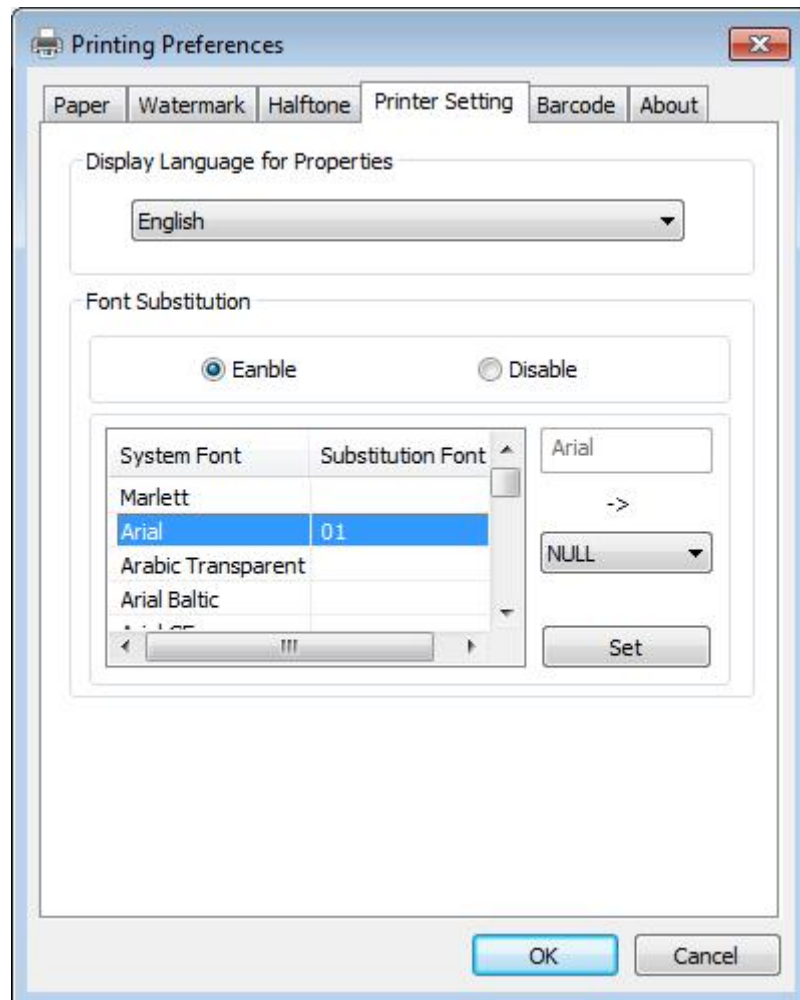 Printing Preferences
Paper Watermark Halftone Printer Setting Barcode About
Display Language for Properties
English
Font Substitution
Eanble Disable
System Font Substitution Font
Marlett
Arial 01
Arabic Transparent
Arial Baltic
Arial
->
NULL
Set
OK Cancel